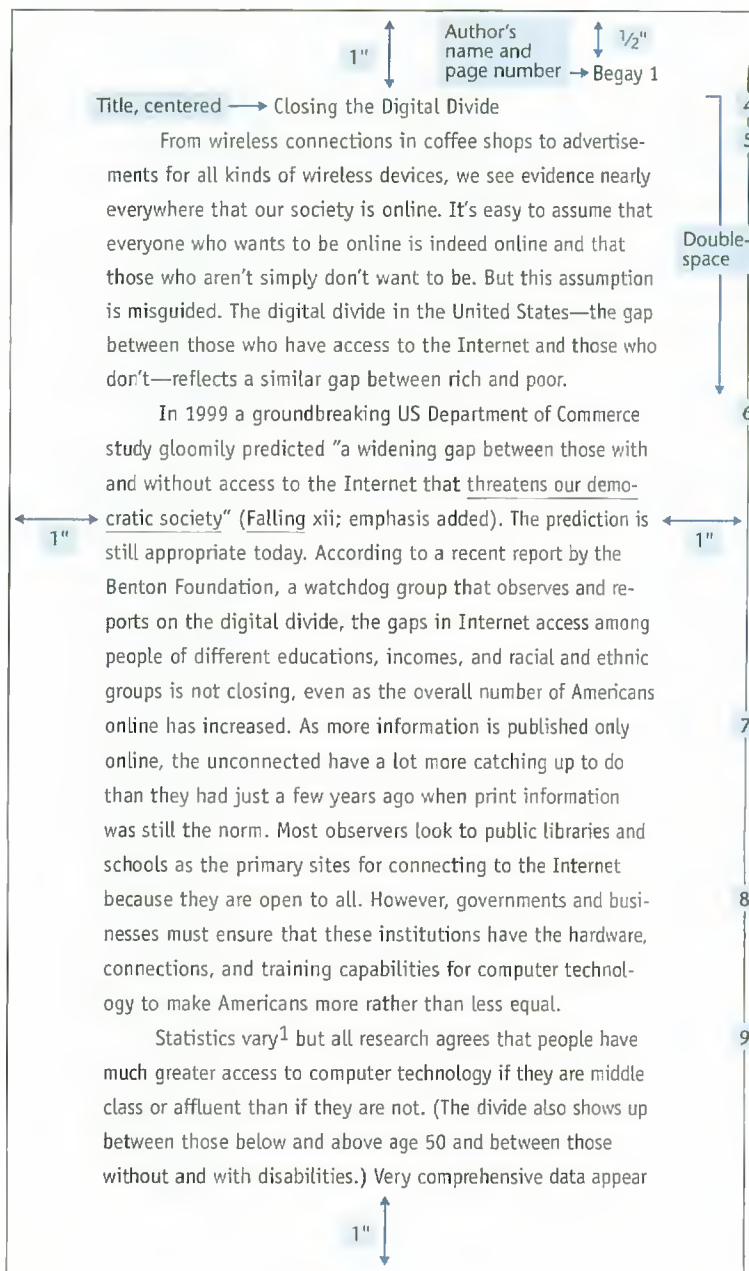 Author's
name and
page number → Begay 1
1"
½"
Title, centered → Closing the Digital Divide
From wireless connections in coffee shops to advertise-
ments for all kinds of wireless devices, we see evidence nearly
everywhere that our society is online. It's easy to assume that
everyone who wants to be online is indeed online and that
those who aren't simply don't want to be. But this assumption
is misguided. The digital divide in the United States—the gap
between those who have access to the Internet and those who
don't—reflects a similar gap between rich and poor.
Double-
space
In 1999 a groundbreaking US Department of Commerce
study gloomily predicted "a widening gap between those with
and without access to the Internet that threatens our demo-
cratic society" (Falling xii; emphasis added). The prediction is
1"
1"
still appropriate today. According to a recent report by the
Benton Foundation, a watchdog group that observes and re-
ports on the digital divide, the gaps in Internet access among
people of different educations, incomes, and racial and ethnic
groups is not closing, even as the overall number of Americans
online has increased. As more information is published only
online, the unconnected have a lot more catching up to do
than they had just a few years ago when print information
was still the norm. Most observers look to public libraries and
schools as the primary sites for connecting to the Internet
because they are open to all. However, governments and busi-
nesses must ensure that these institutions have the hardware,
connections, and training capabilities for computer technol-
ogy to make Americans more rather than less equal.
Statistics vary¹ but all research agrees that people have
much greater access to computer technology if they are middle
class or affluent than if they are not. (The divide also shows up
between those below and above age 50 and between those
without and with disabilities.) Very comprehensive data appear
1"
4
5
6
7
8
9